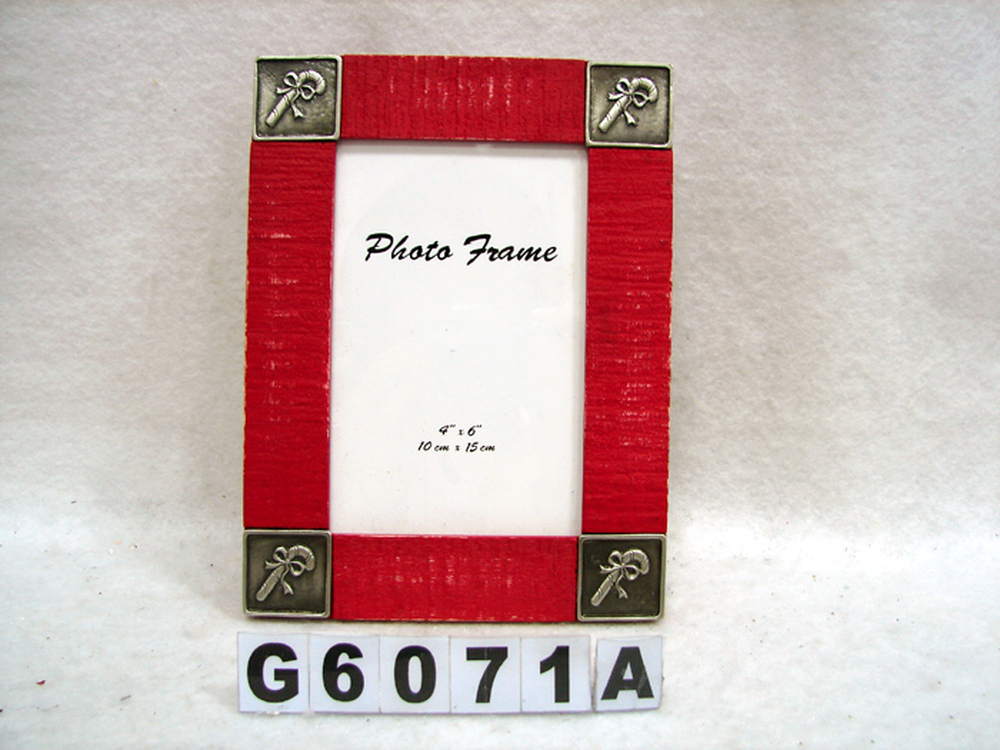 Photo Frame
4" x 6"
10 cm x 15 cm
G6071A